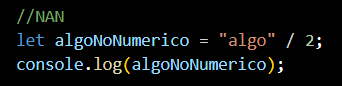 //NAN
let algoNoNumerico = "algo" / 2;
console.log(algoNoNumerico);